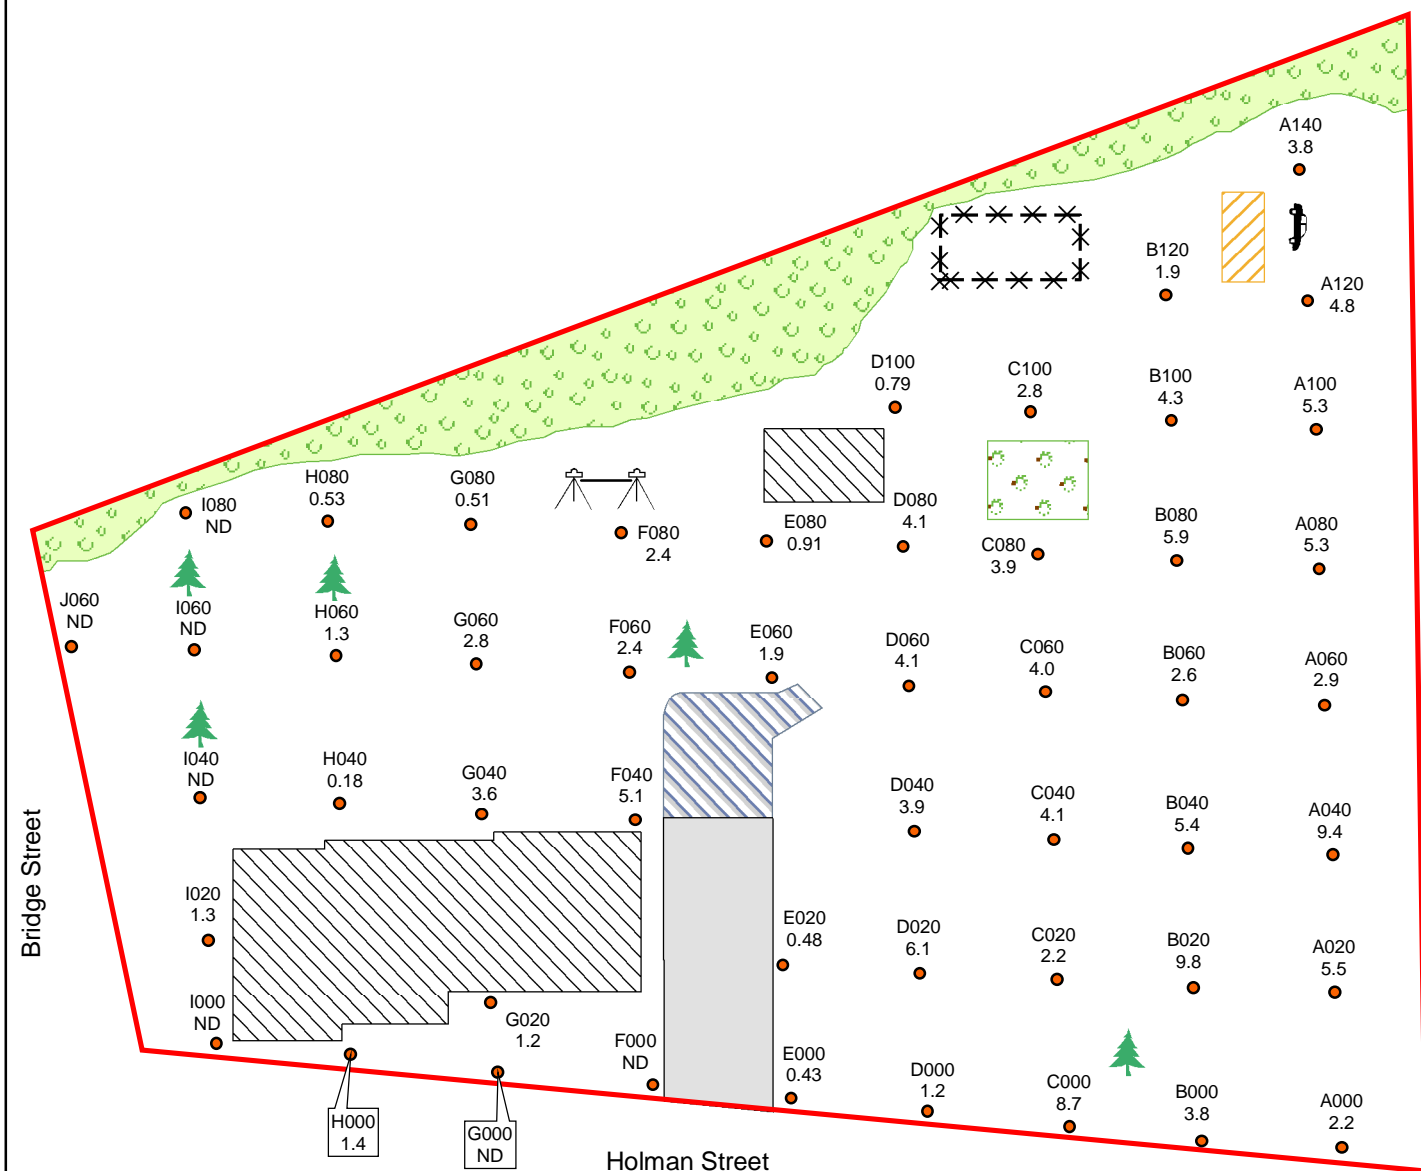 A140
3.8
B120
1.9
A120
4.8
D100
0.79
C100
2.8
B100
4.3
A100
5.3
I080
ND
H080
0.53
G080
0.51
F080
2.4
E080
0.91
D080
4.1
C080
3.9
B080
5.9
A080
5.3
J060
ND
I060
ND
H060
1.3
G060
2.8
F060
2.4
E060
1.9
D060
4.1
C060
4.0
B060
2.6
A060
2.9
I040
ND
H040
0.18
G040
3.6
F040
5.1
D040
3.9
C040
4.1
B040
5.4
A040
9.4
Bridge Street
I020
1.3
E020
0.48
D020
6.1
C020
2.2
B020
9.8
A020
5.5
I000
ND
G020
1.2
F000
ND
E000
0.43
D000
1.2
C000
8.7
B000
3.8
A000
2.2
H000
1.4
G000
ND
Holman Street